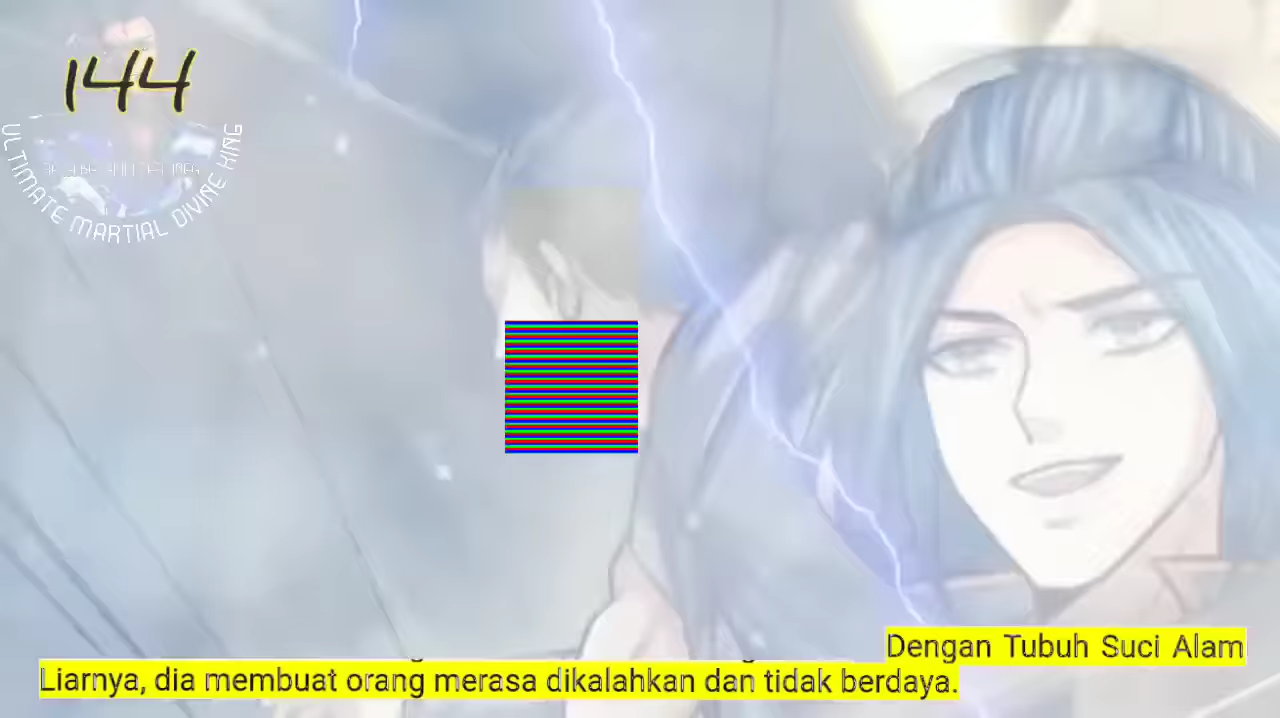 144
ULTIMATE MARTIAL DIVINE KING
Dengan Tubuh Suci Alam
Liarnya, dia membuat orang merasa dikalahkan dan tidak berdaya.